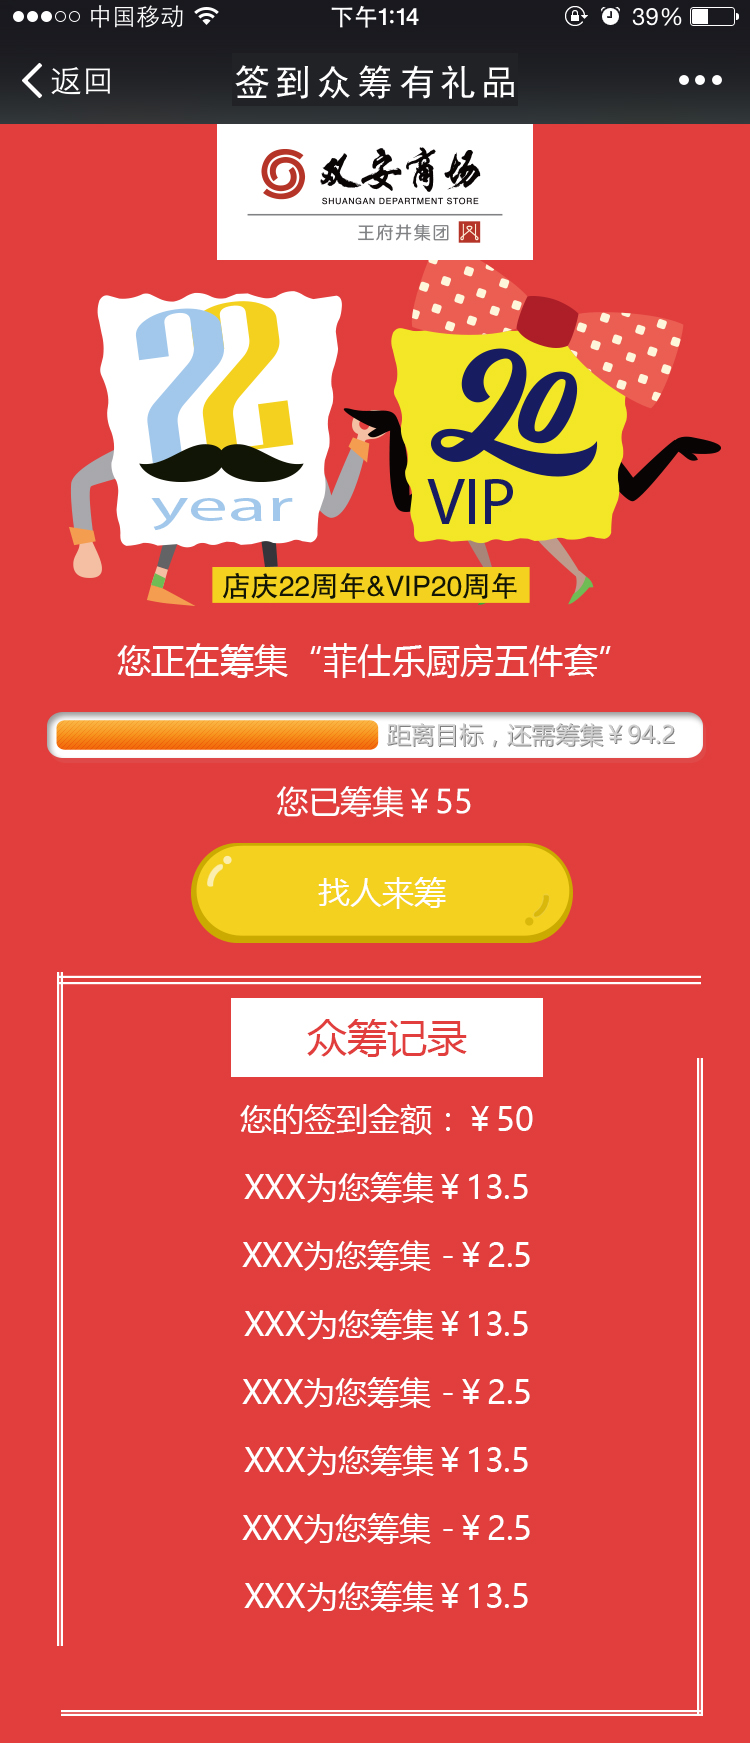 中国移动 下午1:14 39%
返回 签到众筹有礼品
双安商场
SHUANGAN DEPARTMENT STORE
王府井集团
22
year
20
VIP
店庆22周年&VIP20周年
您正在筹集“菲仕乐厨房五件套”
距离目标，还需筹集¥94.2
您已筹集¥55
找人来筹
众筹记录
您的签到金额：¥50
XXX为您筹集¥13.5
XXX为您筹集 -¥2.5
XXX为您筹集¥13.5
XXX为您筹集 -¥2.5
XXX为您筹集¥13.5
XXX为您筹集 -¥2.5
XXX为您筹集¥13.5